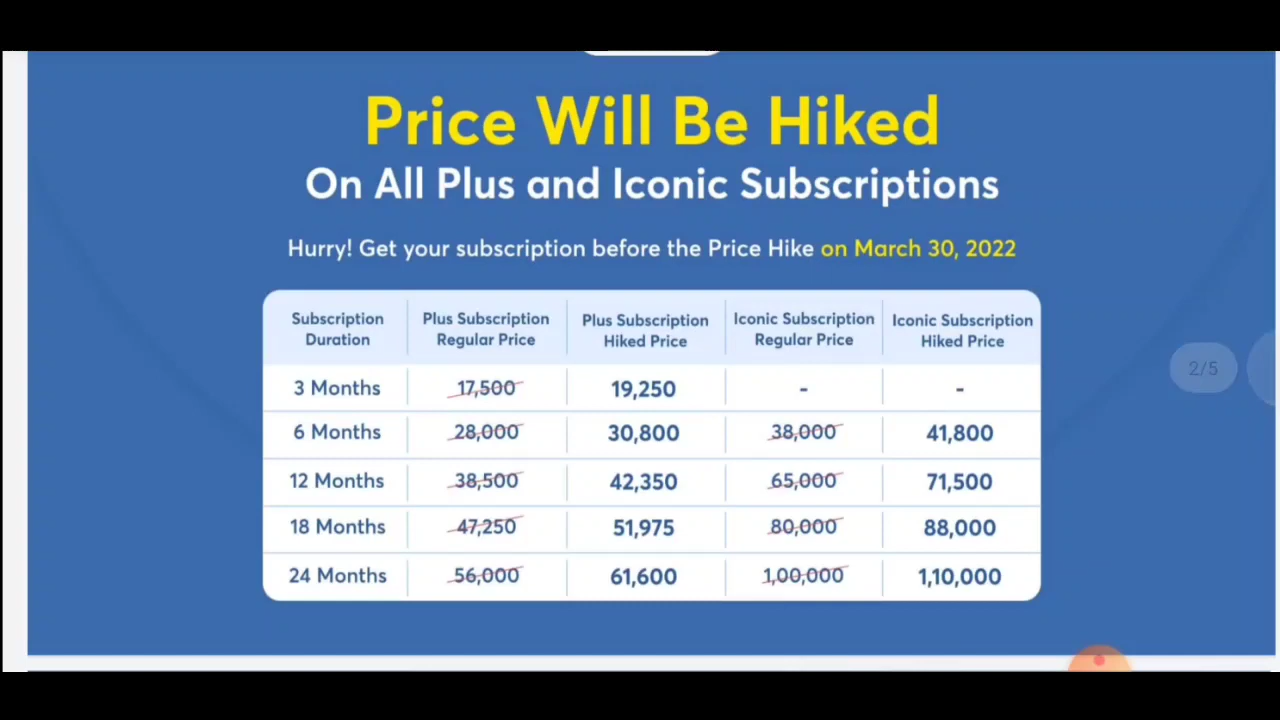 Price Will Be Hiked
On All Plus and Iconic Subscriptions
Hurry! Get your subscription before the Price Hike on March 30, 2022
Subscription Duration Plus Subscription Regular Price Plus Subscription Hiked Price Iconic Subscription Regular Price Iconic Subscription Hiked Price
3 Months 17,500 19,250 - -
6 Months 28,000 30,800 38,000 41,800
12 Months 38,500 42,350 65,000 71,500
18 Months 47,250 51,975 80,000 88,000
24 Months 56,000 61,600 1,00,000 1,10,000
2/5